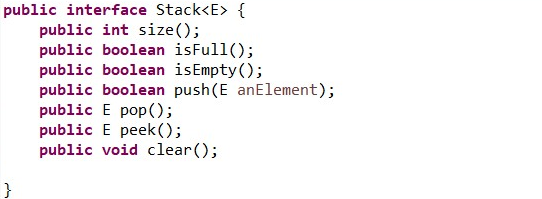 public interface Stack<E> {
    public int size();
    public boolean isFull();
    public boolean isEmpty();
    public boolean push(E anElement);
    public E pop();
    public E peek();
    public void clear();
}